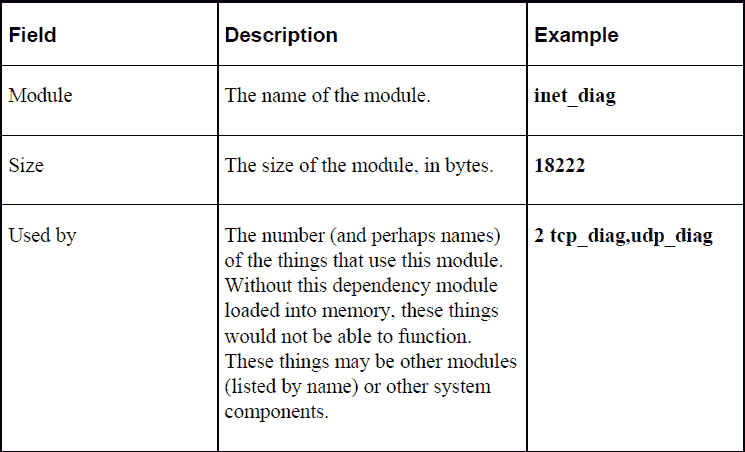 Field Description Example
Module The name of the module. inet_diag
Size The size of the module, in bytes. 18222
Used by The number (and perhaps names) 2 tcp_diag,udp_diag
of the things that use this module.
Without this dependency module
loaded into memory, these things
would not be able to function.
These things may be other modules
(listed by name) or other system
components.